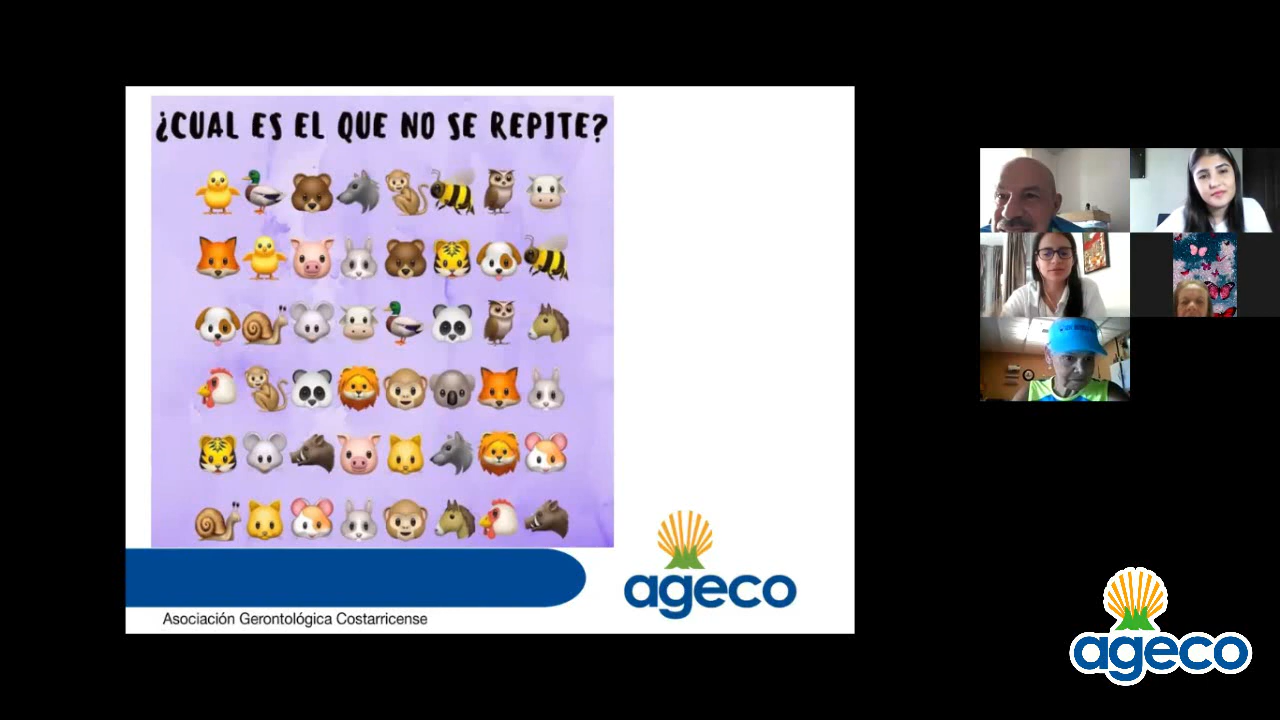 ¿CUAL ES EL QUE NO SE REPITE?
ageco
Asociación Gerontológica Costarricense
ageco